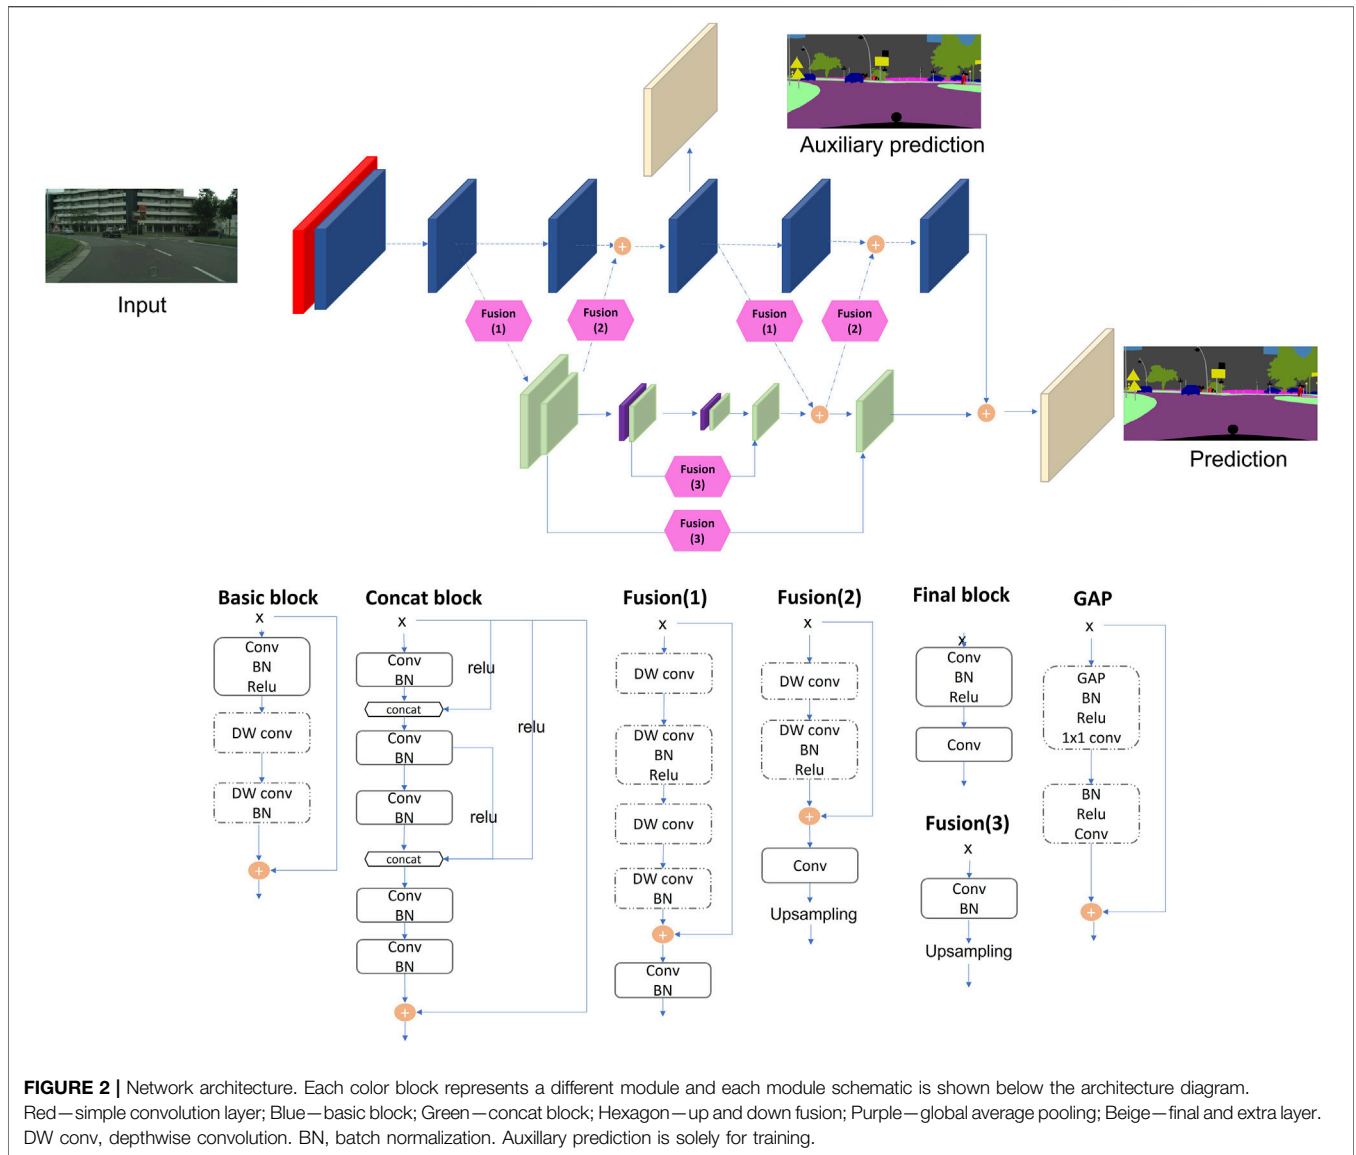 Auxiliary prediction
Input
Fusion
(1)
Fusion
(2)
Fusion
(1)
Fusion
(2)
Fusion
(3)
Fusion
(3)
Prediction
Basic block
x
Conv
BN
Relu
DW conv
DW conv
BN
Concat block
x
Conv
BN
relu
concat
relu
Conv
BN
Conv
BN
relu
concat
Conv
BN
Conv
BN
Fusion(1)
x
DW conv
DW conv
BN
Relu
DW conv
DW conv
BN
Conv
BN
Fusion(2)
x
DW conv
DW conv
BN
Relu
Conv
Upsampling
Final block
x
Conv
BN
Relu
Conv
Fusion(3)
x
Conv
BN
Upsampling
GAP
x
GAP
BN
Relu
1x1 conv
BN
Relu
Conv
FIGURE 2 | Network architecture. Each color block represents a different module and each module schematic is shown below the architecture diagram.
Red—simple convolution layer; Blue—basic block; Green—concat block; Hexagon—up and down fusion; Purple—global average pooling; Beige—final and extra layer.
DW conv, depthwise convolution. BN, batch normalization. Auxillary prediction is solely for training.